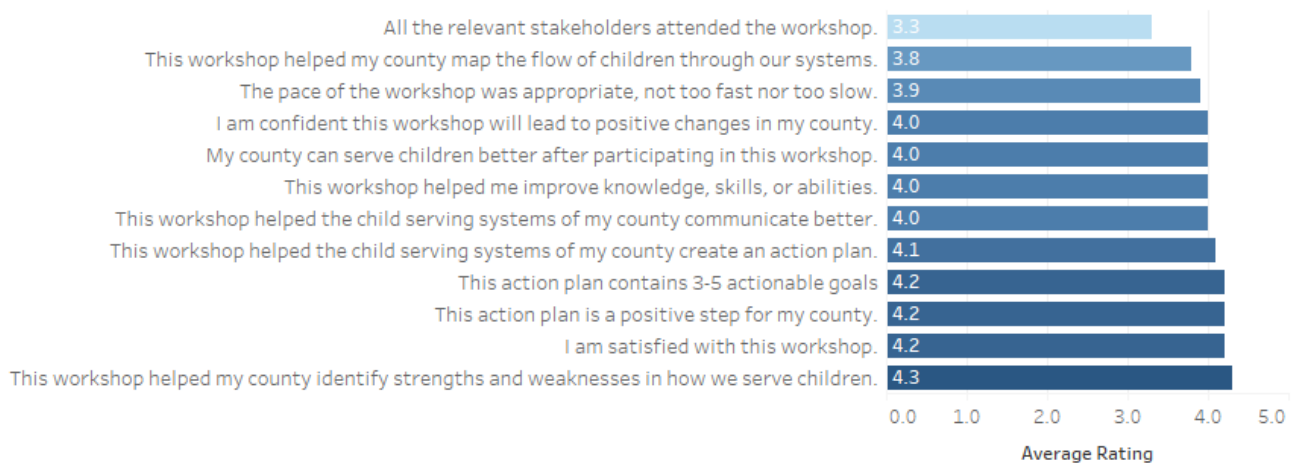 All the relevant stakeholders attended the workshop. 3.3
This workshop helped my county map the flow of children through our systems. 3.8
The pace of the workshop was appropriate, not too fast nor too slow. 3.9
I am confident this workshop will lead to positive changes in my county. 4.0
My county can serve children better after participating in this workshop. 4.0
This workshop helped me improve knowledge, skills, or abilities. 4.0
This workshop helped the child serving systems of my county communicate better. 4.0
This workshop helped the child serving systems of my county create an action plan. 4.1
This action plan contains 3-5 actionable goals 4.2
This action plan is a positive step for my county. 4.2
I am satisfied with this workshop. 4.2
This workshop helped my county identify strengths and weaknesses in how we serve children. 4.3
0.0 1.0 2.0 3.0 4.0 5.0
Average Rating